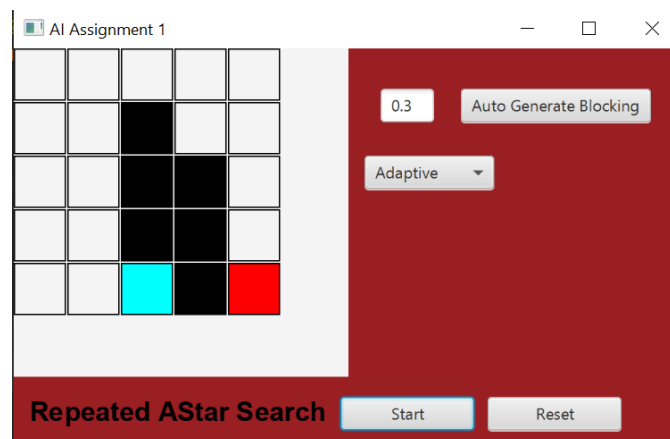 AI Assignment 1
0.3
Auto Generate Blocking
Adaptive
Repeated AStar Search
Start
Reset